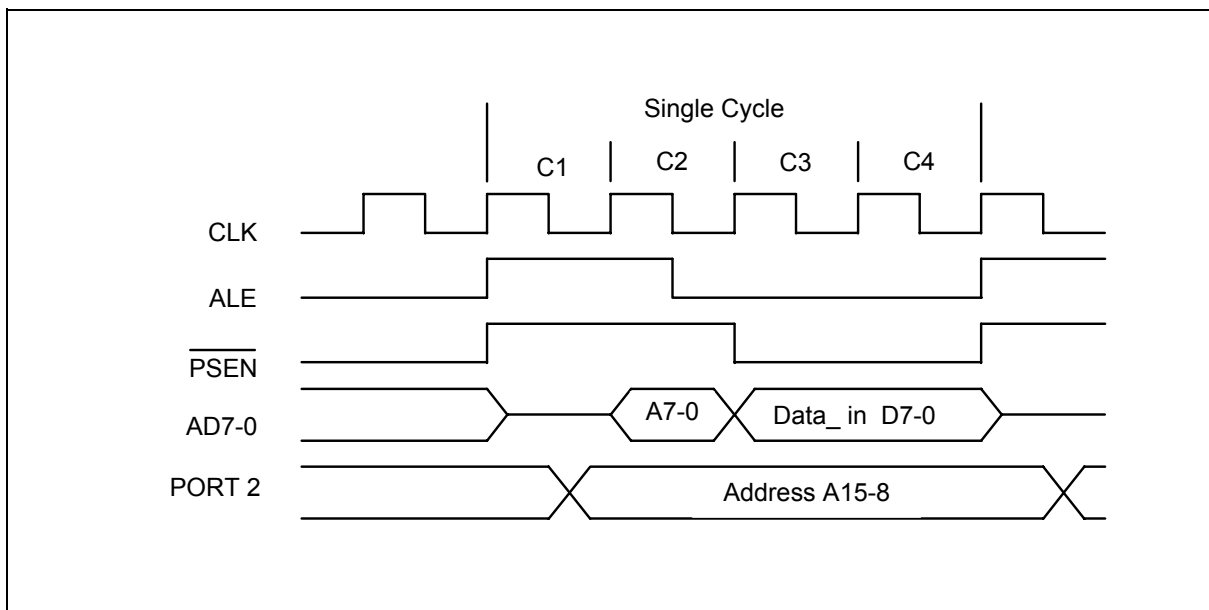 Single Cycle
C1 C2 C3 C4
CLK
ALE
PSEN
AD7-0 A7-0 Data_ in D7-0
PORT 2 Address A15-8